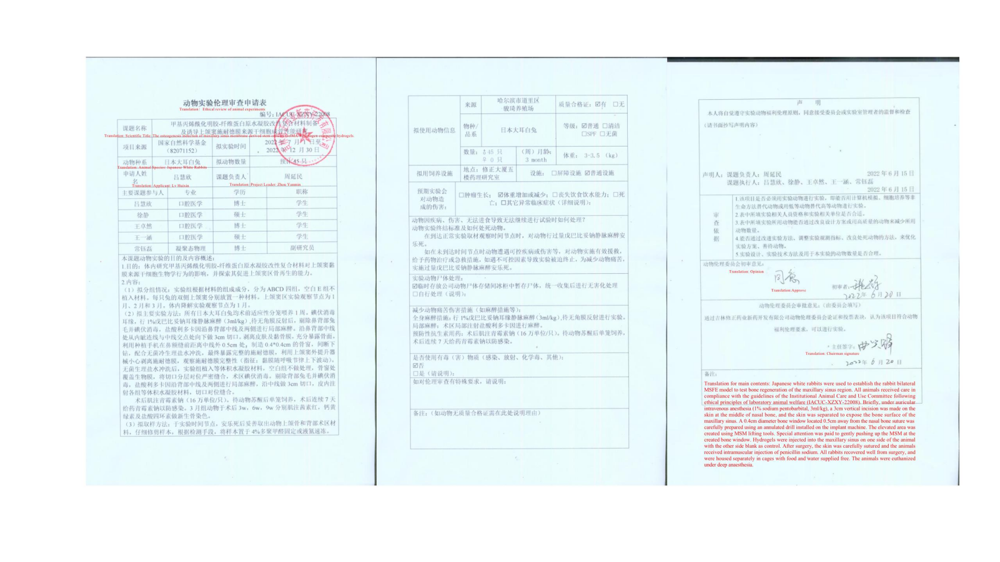 动物实验伦理审查申请表
Translation: Ethical review of animal experiments
编号: IACUC-XZXY-22008
课题名称
甲基丙烯酸化明胶-纤维蛋白原水凝胶改性复合材料制备
及诱导上颌窦施耐德膜来源干细胞成骨性能研究
Translation: Scientific Title: The osteogenesis induction of maxillary sinus membrane derived stem cells by GelMA-Fibrinogen composite hydrogels.
项目来源
国家自然科学基金
（82071152）
拟实验时间
2022 年 7 月 1 日至
2022 年 12 月 30 日
动物种系
日本大耳白兔
拟动物数量
预计 45 只
Translation: Animal Species: Japanese White Rabbits
申请人姓
名
吕慧欣
课题负责人
周延民
Translation: Applicant: Lv Huixin
Translation: Project Leader: Zhou Yanmin
主要课题参与人 专业 学历 职称
吕慧欣 口腔医学 博士 学生
徐静 口腔医学 硕士 学生
王卓然 口腔医学 博士 学生
王一涵 口腔医学 硕士 学生
常钰磊 凝聚态物理 博士 副研究员
本课题动物实验的目的及内容概述：
1.目的：体内研究甲基丙烯酸化明胶-纤维蛋白原水凝胶改性复合材料对上颌窦黏
膜来源干细胞生物学行为的影响，并探索其促进上颌窦区骨再生的能力。
2.内容：
（1）拟分组情况：实验组根据材料的组成成分，分为 ABCD 四组，空白 E 组不
植入材料。每只兔的双侧上颌窦分别放置一种材料。上颌窦区实验观察节点为 1
月、2 月和 3 月。体内降解实验观察节点为 1 月。
（2）拟主要实验方法：所有日本大耳白兔均术前适应性分笼喂养 1 周。碘伏消毒
耳缘，行 1%戊巴比妥钠耳缘静脉麻醉（3ml/kg）,待无角膜反射后，剔除鼻背部兔
毛并碘伏消毒，盐酸利多卡因沿鼻背部中线及两侧进行局部麻醉。沿鼻背部中线
处从内眦连线与中线交点处向下做 3cm 切口。剥离皮肤及黏骨膜，充分暴露骨面。
利用种植手机在鼻额缝前距离中线外 0.5cm 处，制造 0.4*0.4cm 的骨窗，间断下
钻，配合无菌冷生理盐水冲洗，最终暴露完整的施耐德膜，利用上颌窦外提升器
械小心剥离施耐德膜，观察施耐德膜完整性（指征：黏膜随呼吸节律上下波动）。
无菌生理盐水冲洗后，实验组植入等体积水凝胶材料，空白组不做处理，骨窗处
覆盖生物膜，将切口分层对位严密缝合，术区碘伏消毒。剔除背部兔毛并碘伏消
毒，盐酸利多卡因沿背部中线及两侧进行局部麻醉，沿中线做 3cm 切口，皮内注
射各组等体积水凝胶材料，切口对位缝合。
术后肌注青霉素钠（16 万单位/只）。待动物苏醒后单笼饲养，术后连续 7 天
给药青霉素钠以防感染。3 月组动物于术后 3w，6w，9w 分别肌注茜素红，钙黄
绿素及盐酸四环素做新生骨染色。
（3）拟取样方法：于实验时间节点，安乐死后妥善取出动物上颌骨和背部术区材
料，仔细修剪样本，根据检测手段，将样本置于 4%多聚甲醛固定或液氮速冻。
拟使用动物信息
来源
哈尔滨市道里区
骏琦养殖场
质量合格证：☑有 □无
物种/
品系
日本大耳白兔
等级：☑普通 □清洁
□SPF □无菌
数量：♂45 只
♀ 0 只
（周）月龄：
3 month
体重： 3-3.5 （kg）
拟用饲养设施
地点：修正大厦五
楼药理研究室
设施： □屏障设施 ☑普通设施
预期实验会
对动物造
成的伤害：
□肿瘤生长； ☑体重增加或减少；□丧失饮食饮水能力；□死
亡；□其它异常临床症状（详细说明）；
动物因疾病、伤害、无法进食导致无法继续进行试验时如何处理？
动物实验终结标准及如何处死动物。
在到达正常实验取材观察时间节点时，对动物行过量戊巴比妥钠静脉麻醉安
乐死。
如在未到达时间节点时动物遭遇可控疾病或伤害等，对动物实施有效援救，
给予药物治疗或急救措施，如遇不可控因素导致实验被迫终止，为减少动物痛苦，
实施过量戊巴比妥钠静脉麻醉安乐死。
实验动物尸体处理：
☑临时存放公司动物尸体存储间冰柜中暂存尸体，统一收集后进行无害化处理
□自行处理（说明）；
减少动物痛苦伤害措施（如麻醉措施等）；
全身麻醉措施：行 1%戊巴比妥钠耳缘静脉麻醉（3ml/kg）,待无角膜反射进行实验。
局部麻醉：术区局部注射盐酸利多卡因进行麻醉。
预防性抗生素用药：术后肌注青霉素钠（16 万单位/只）。待动物苏醒后单笼饲养，
术后连续 7 天给药青霉素钠以防感染。
是否使用有毒（害）物质（感染、放射、化学毒、其他）；
☑否
□是（请说明）；
如对伦理审查有特殊要求，请说明：
备注：（如动物无质量合格证需在此处说明理由）
声 明
本人将自觉遵守实验动物福利伦理原则，同意接受委员会或实验室管理者的监督和检查
（请书面抄写声明内容）
声明人：课题负责人：周延民 2022 年 6 月 15 日
课题执行人：吕慧欣、徐静、王卓然、王一涵、常钰磊
2022 年 6 月 15 日
审
查
依
据
1.该项目是否必须用实验动物进行实验，即能否用计算机模拟、细胞培养等非
生命方法替代动物或用低等动物替代高等动物进行实验。
2.表中所填实验相关人员资格和实验相关单位是否合适。
3.表中所填实验所用动物能否通过改良设计方案或用高质量的动物来减少所用
动物数量。
4.能否通过改进实验方法、调整实验观测指标、改良处死动物的方法，来优化
实验方案、善待动物。
5.实验设计、实验技术方法及用于本实验的动物数量是否合理。
动物伦理委员会初审意见：
Translation: Opinion
同意
Translation:Approve
初审者：
2022年 6 月 20 日
动物伦理委员会审批意见：（由委员会填写）
通过吉林修正药业新药开发有限公司动物伦理委员会论证和投票表决，认为该项目符合动物
福利伦理要求，可以进行实验。
主任签字：
Translation: Chairman signature
2022年 6 月 20 日
备注：
Translation for main contents: Japanese white rabbits were used to establish the rabbit bilateral
MSFE model to test bone regeneration of the maxillary sinus region. All animals received care in
compliance with the guidelines of the Institutional Animal Care and Use Committee following
ethical principles of laboratory animal welfare (IACUC-XZXY-22008). Briefly, under auricular
intravenous anesthesia (1% sodium pentobarbital, 3ml/kg), a 3cm vertical incision was made on the
skin at the middle of nasal bone, and the skin was separated to expose the bone surface of the
maxillary sinus. A 0.4cm diameter bone window located 0.5cm away from the nasal bone suture was
carefully prepared using an annulated drill installed on the implant machine. The elevated area was
created using MSM lifting tools. Special attention was paid to gently pushing up the MSM at the
created bone window. Hydrogels were injected into the maxillary sinus on one side of the animal
with the other side blank as control. After surgery, the skin was carefully sutured and the animals
received intramuscular injection of penicillin sodium. All rabbits recovered well from surgery, and
were housed separately in cages with food and water supplied free. The animals were euthanized
under deep anaesthesia.